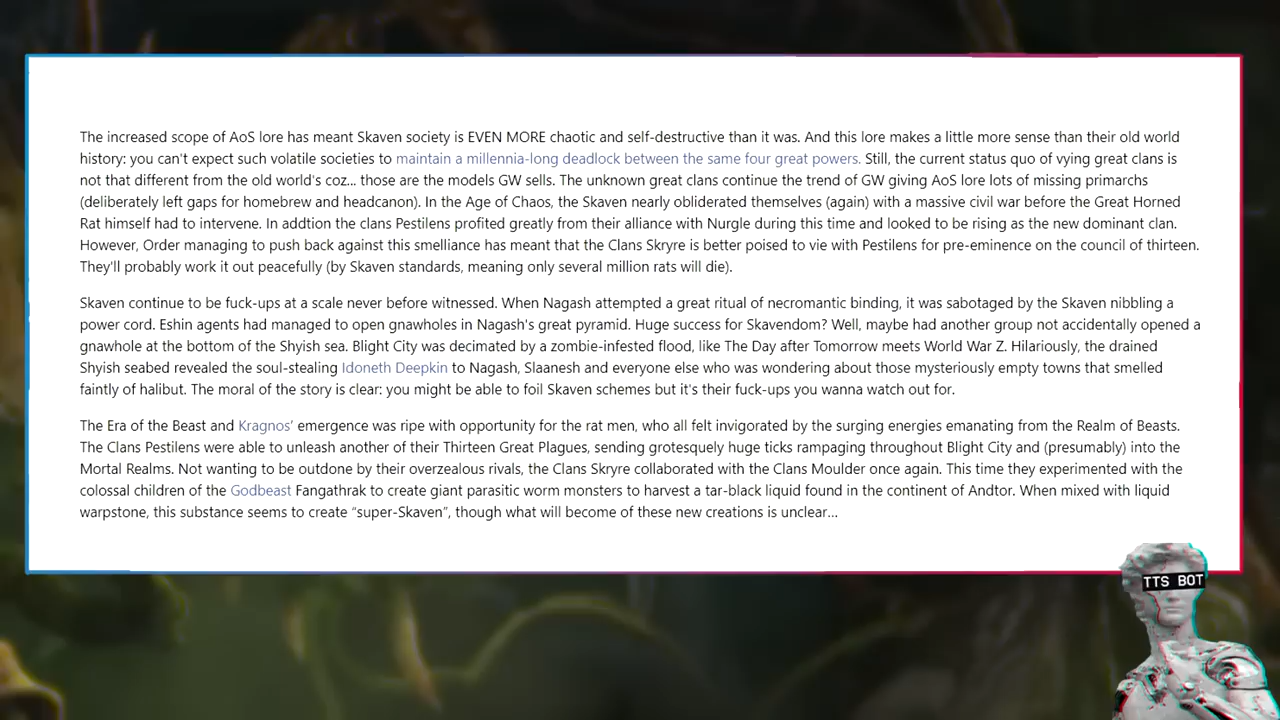 The increased scope of AoS lore has meant Skaven society is EVEN MORE chaotic and self-destructive than it was. And this lore makes a little more sense than their old world
history: you can't expect such volatile societies to maintain a millennia-long deadlock between the same four great powers. Still, the current status quo of vying great clans is
not that different from the old world's coz... those are the models GW sells. The unknown great clans continue the trend of GW giving AoS lore lots of missing primarchs
(deliberately left gaps for homebrew and headcanon). In the Age of Chaos, the Skaven nearly obliderated themselves (again) with a massive civil war before the Great Horned
Rat himself had to intervene. In addtion the clans Pestilens profited greatly from their alliance with Nurgle during this time and looked to be rising as the new dominant clan.
However, Order managing to push back against this smelliance has meant that the Clans Skryre is better poised to vie with Pestilens for pre-eminence on the council of thirteen.
They'll probably work it out peacefully (by Skaven standards, meaning only several million rats will die).
Skaven continue to be fuck-ups at a scale never before witnessed. When Nagash attempted a great ritual of necromantic binding, it was sabotaged by the Skaven nibbling a
power cord. Eshin agents had managed to open gnawholes in Nagash's great pyramid. Huge success for Skavendom? Well, maybe had another group not accidentally opened a
gnawhole at the bottom of the Shyish sea. Blight City was decimated by a zombie-infested flood, like The Day after Tomorrow meets World War Z. Hilariously, the drained
Shyish seabed revealed the soul-stealing Idoneth Deepkin to Nagash, Slaanesh and everyone else who was wondering about those mysteriously empty towns that smelled
faintly of halibut. The moral of the story is clear: you might be able to foil Skaven schemes but it's their fuck-ups you wanna watch out for.
The Era of the Beast and Kragnos' emergence was ripe with opportunity for the rat men, who all felt invigorated by the surging energies emanating from the Realm of Beasts.
The Clans Pestilens were able to unleash another of their Thirteen Great Plagues, sending grotesquely huge ticks rampaging throughout Blight City and (presumably) into the
Mortal Realms. Not wanting to be outdone by their overzealous rivals, the Clans Skryre collaborated with the Clans Moulder once again. This time they experimented with the
colossal children of the Godbeast Fangathrak to create giant parasitic worm monsters to harvest a tar-black liquid found in the continent of Andtor. When mixed with liquid
warpstone, this substance seems to create “super-Skaven”, though what will become of these new creations is unclear...
TTS BOT